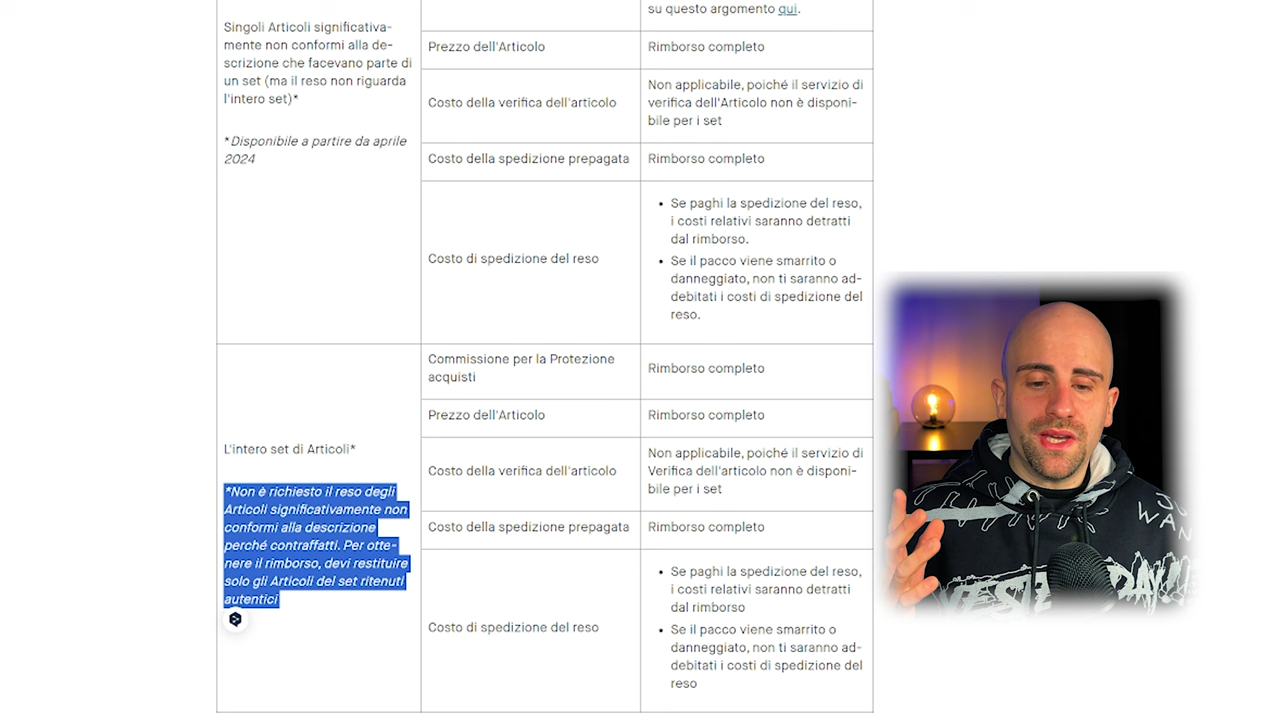 su questo argomento qui.
Singoli Articoli significativa-
mente non conformi alla de-
scrizione che facevano parte di
un set (ma il reso non riguarda
l'intero set)*
*Disponibile a partire da aprile
2024
Prezzo dell'Articolo
Rimborso completo
Costo della verifica dell'articolo
Non applicabile, poiché il servizio di
verifica dell'Articolo non è disponi-
bile per i set
Costo della spedizione prepagata
Rimborso completo
Costo di spedizione del reso
• Se paghi la spedizione del reso,
i costi relativi saranno detratti
dal rimborso.
• Se il pacco viene smarrito o
danneggiato, non ti saranno ad-
debitati i costi di spedizione del
reso.
L'intero set di Articoli*
*Non è richiesto il reso degli
Articoli significativamente non
conformi alla descrizione
perché contraffatti. Per otte-
nere il rimborso, devi restituire
solo gli Articoli del set ritenuti
autentici
Commissione per la Protezione
acquisti
Rimborso completo
Prezzo dell'Articolo
Rimborso completo
Costo della verifica dell'articolo
Non applicabile, poiché il servizio di
Verifica dell'articolo non è disponi-
bile per i set
Costo della spedizione prepagata
Rimborso completo
Costo di spedizione del reso
• Se paghi la spedizione del reso,
i costi relativi saranno detratti
dal rimborso
• Se il pacco viene smarrito o
danneggiato, non ti saranno ad-
debitati i costi di spedizione del
reso